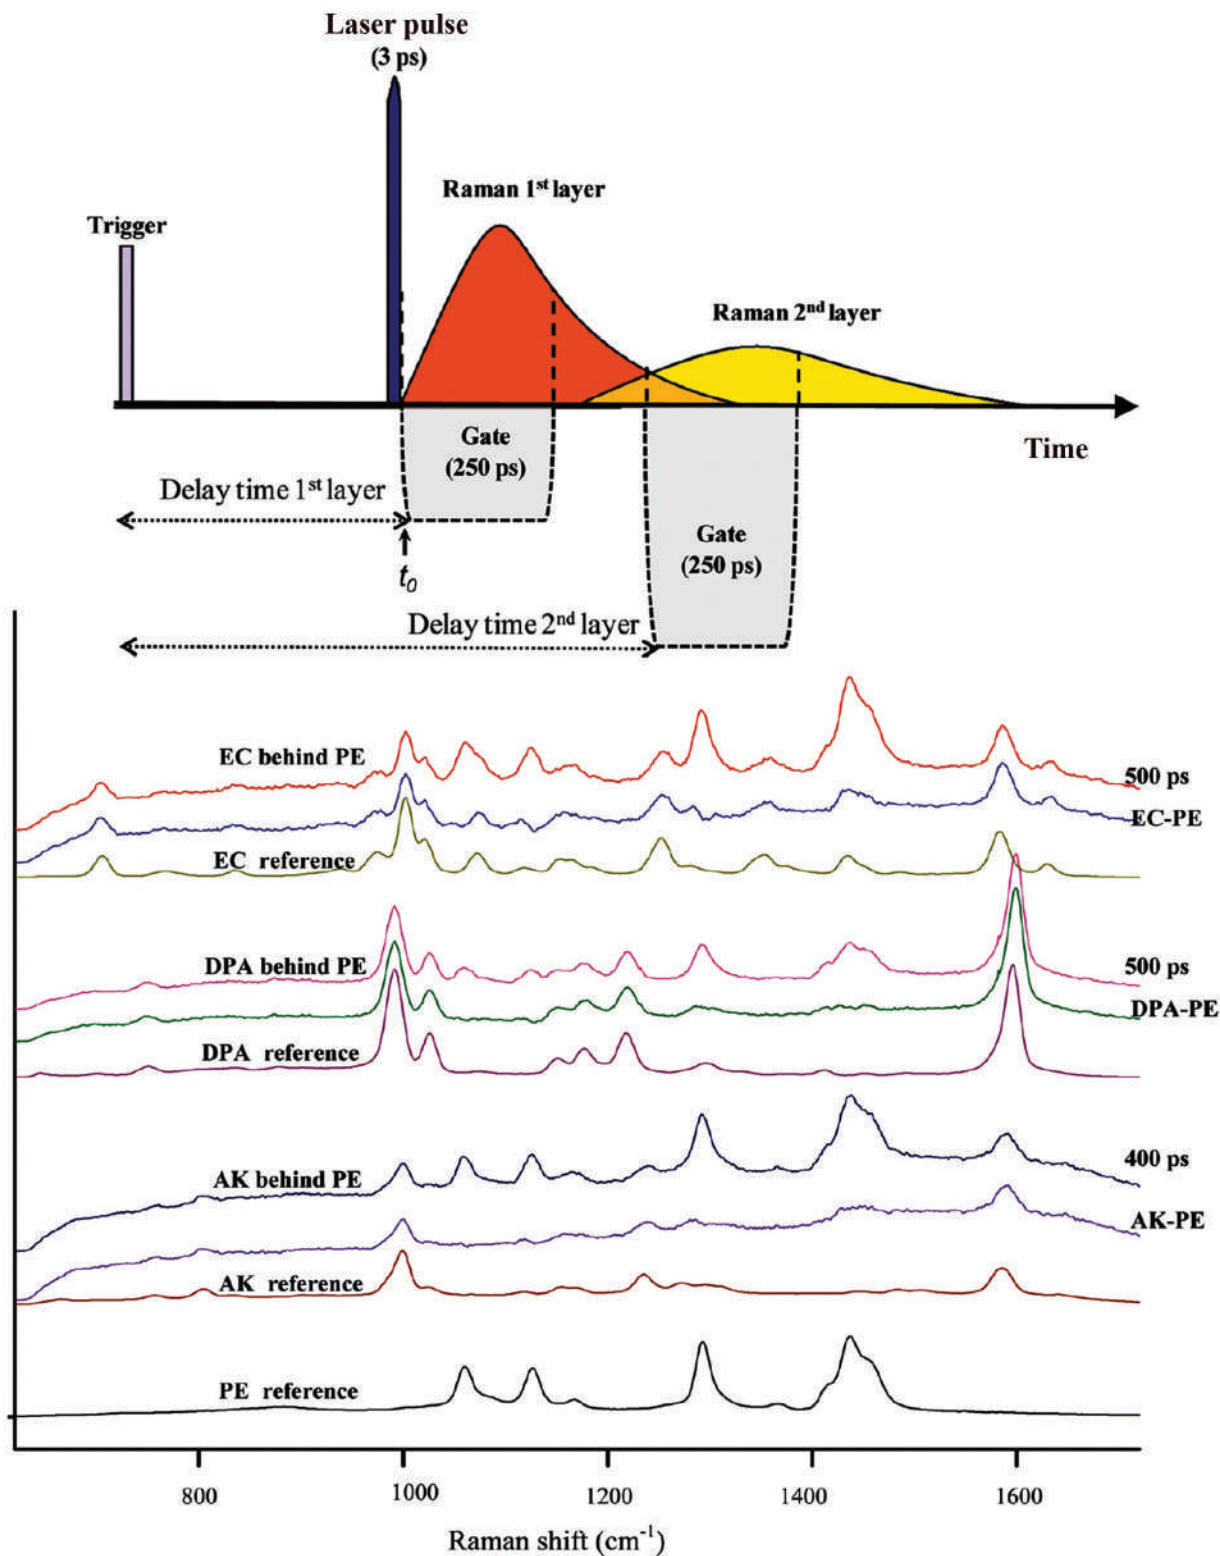 Laser pulse
(3 ps)
Raman 1st layer
Trigger
Raman 2nd layer
Gate
(250 ps)
Time
Delay time 1st layer
Gate
(250 ps)
t0
Delay time 2nd layer
EC behind PE
500 ps
EC-PE
EC reference
DPA behind PE
500 ps
DPA-PE
DPA reference
AK behind PE
400 ps
AK-PE
AK reference
PE reference
800 1000 1200 1400 1600
Raman shift (cm-1)